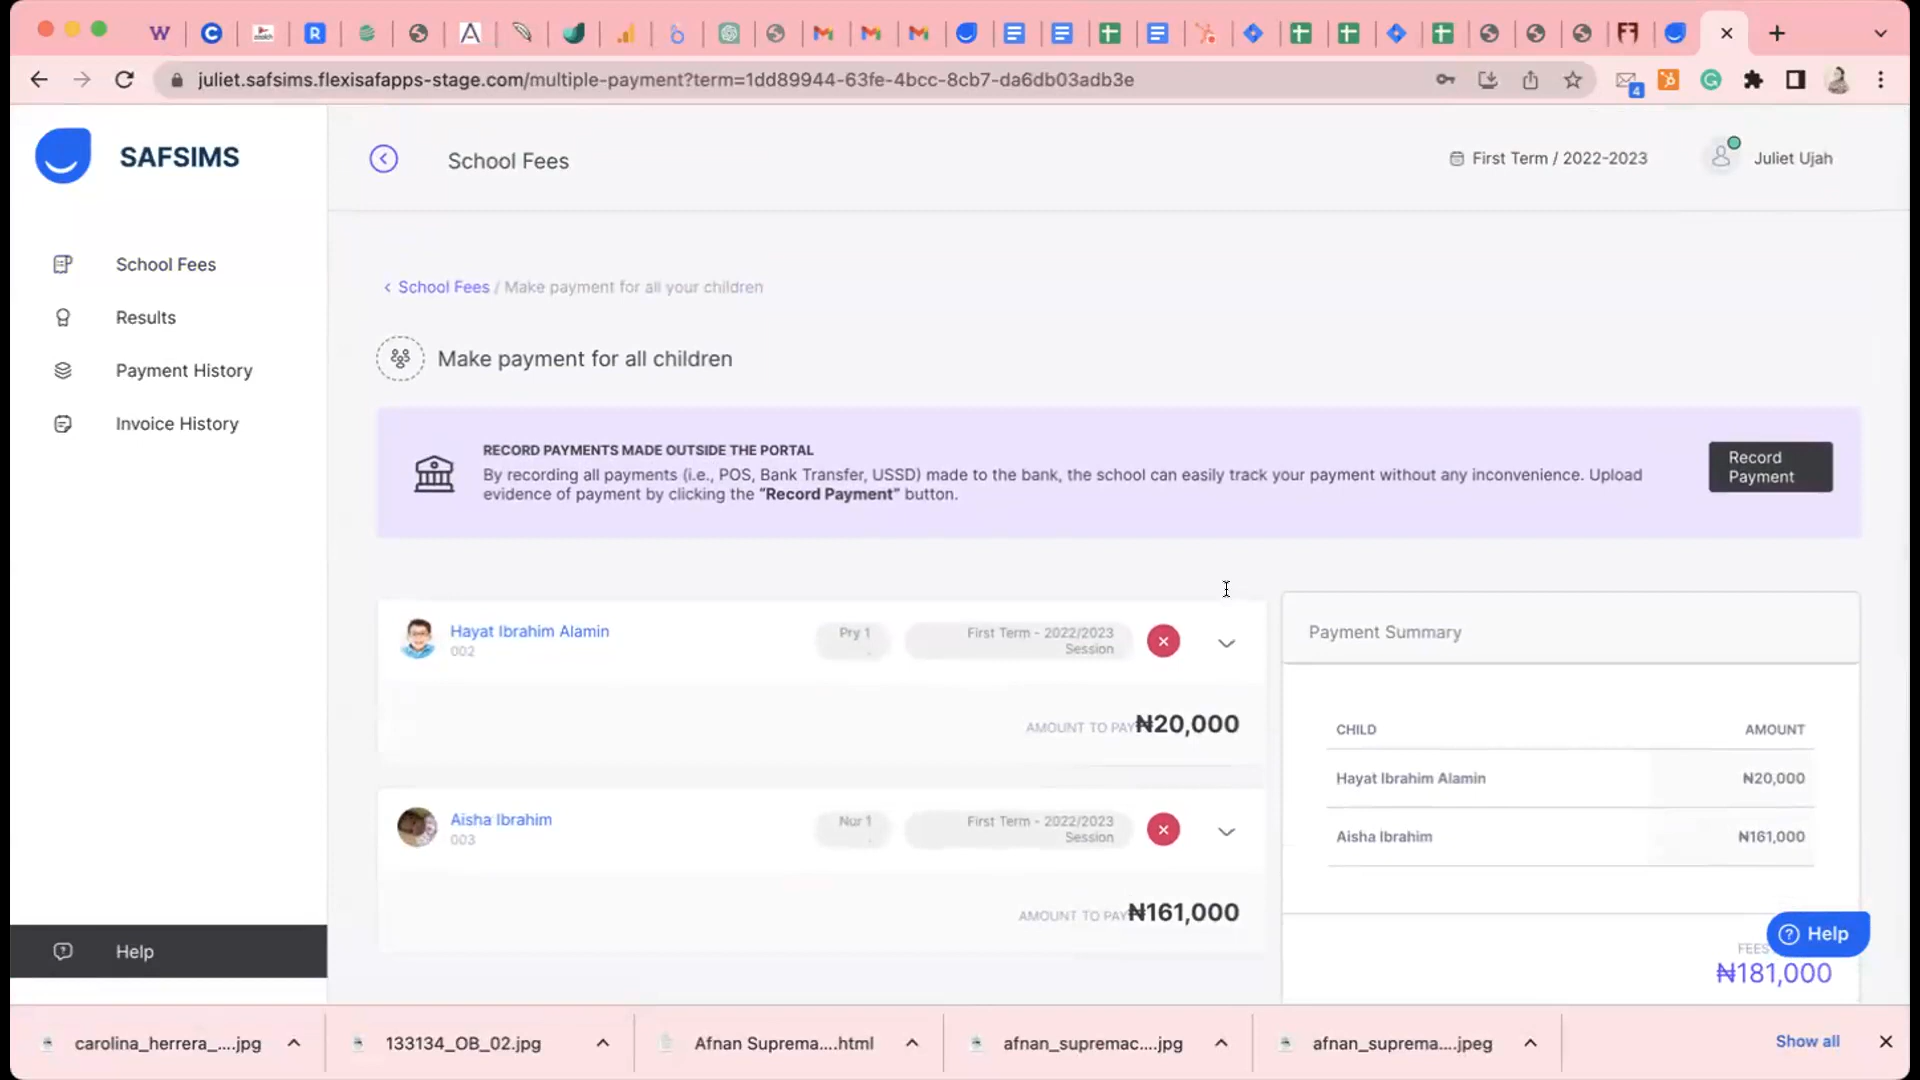 juliet.safsims.flexisafapps-stage.com/multiple-payment?term=1dd89944-63fe-4bcc-8cb7-da6db03adb3e
4
SAFSIMS
School Fees
First Term / 2022-2023
Juliet Ujah
School Fees
Results
Payment History
Invoice History
Help
< School Fees / Make payment for all your children
Make payment for all children
RECORD PAYMENTS MADE OUTSIDE THE PORTAL
By recording all payments (i.e., POS, Bank Transfer, USSD) made to the bank, the school can easily track your payment without any inconvenience. Upload
evidence of payment by clicking the “Record Payment” button.
Record
Payment
Hayat Ibrahim Alamin
002
Pry 1
First Term - 2022/2023
Session
AMOUNT TO PAY ₦20,000
Aisha Ibrahim
003
Nur 1
First Term - 2022/2023
Session
AMOUNT TO PAY ₦161,000
Payment Summary
CHILD AMOUNT
Hayat Ibrahim Alamin ₦20,000
Aisha Ibrahim ₦161,000
FEES
₦181,000
Help
carolina_herrera_....jpg
133134_OB_02.jpg
Afnan Suprema....html
afnan_supremac....jpg
afnan_suprema....jpeg
Show all